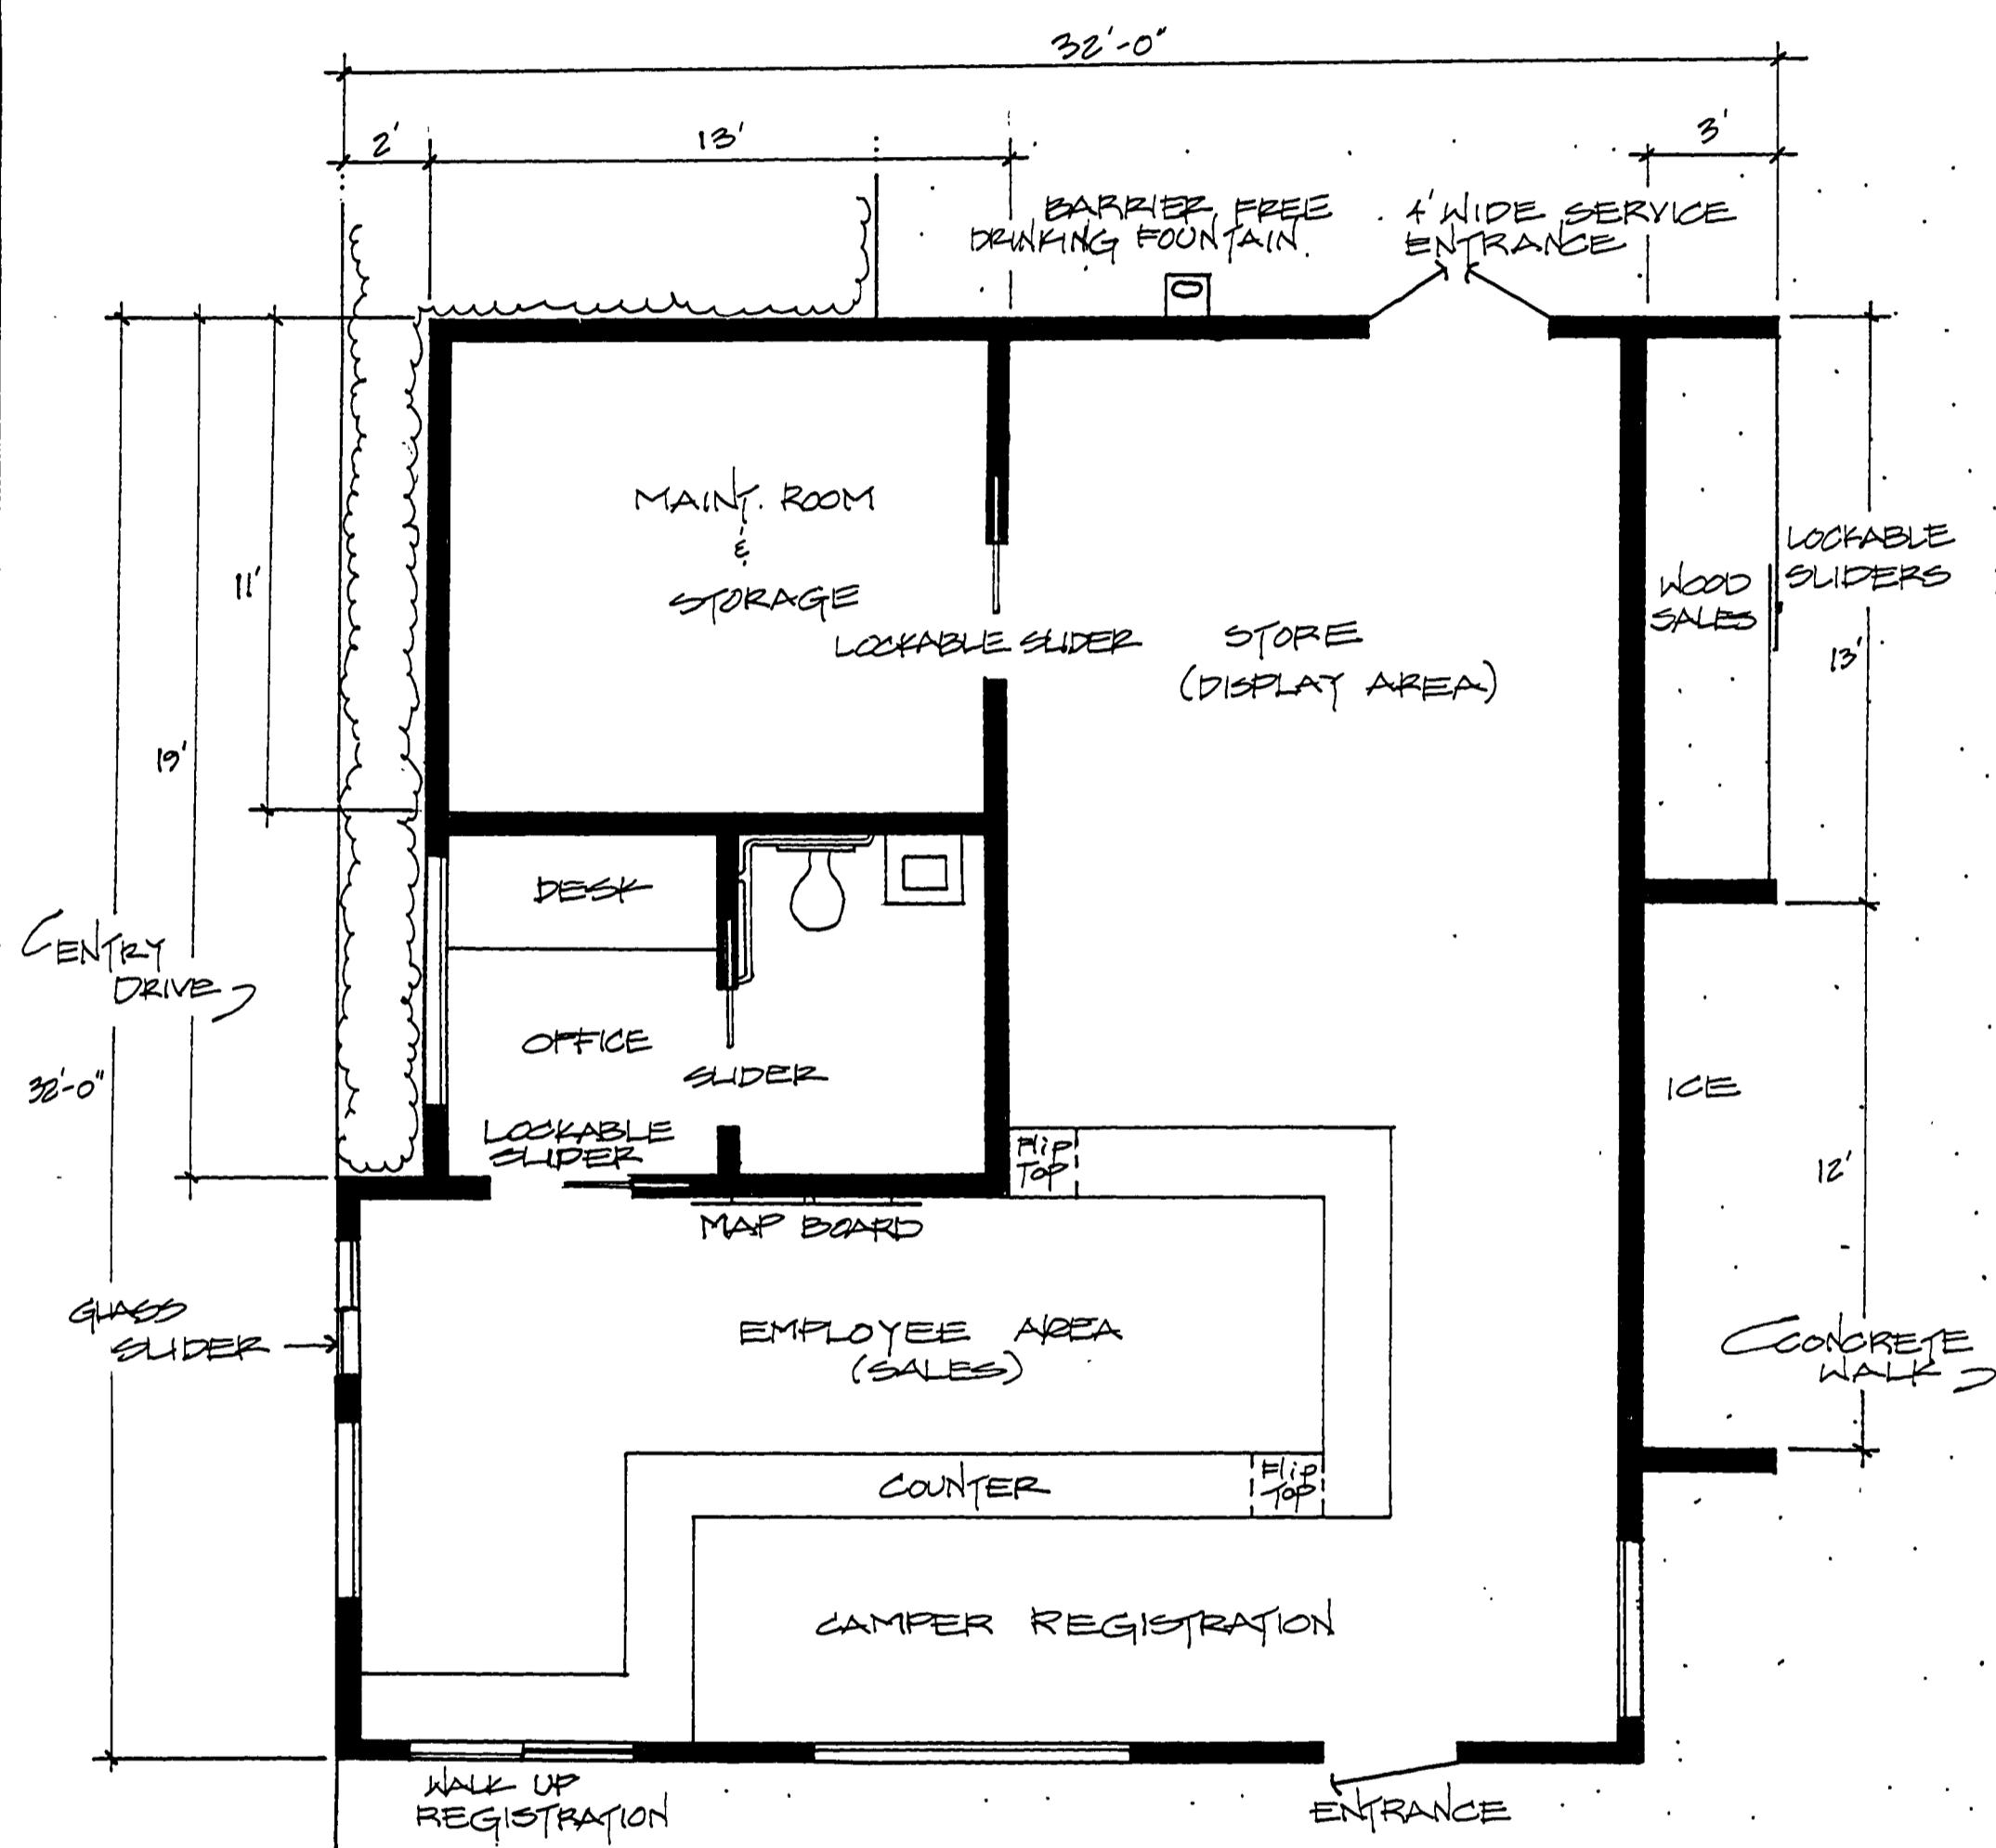 32'-0"
2'
13'
3'
BARRIER FREE
DRINKING FOUNTAIN.
4' WIDE SERVICE
ENTRANCE
MAINT. ROOM
&
STORAGE
LOCKABLE SLIDER
STORE
(DISPLAY AREA)
WOOD
SALES
LOCKABLE
SLIDERS
13'
11'
19'
DESK
ENTRY
DRIVE
OFFICE
SLIDER
32'-0"
ICE
LOCKABLE
SLIDER
Flip
Top
12'
MAP BOARD
GLASS
SLIDER
EMPLOYEE AREA
(SALES)
CONCRETE
WALK
COUNTER
Flip
Top
CAMPER REGISTRATION
WALK UP
REGISTRATION
ENTRANCE